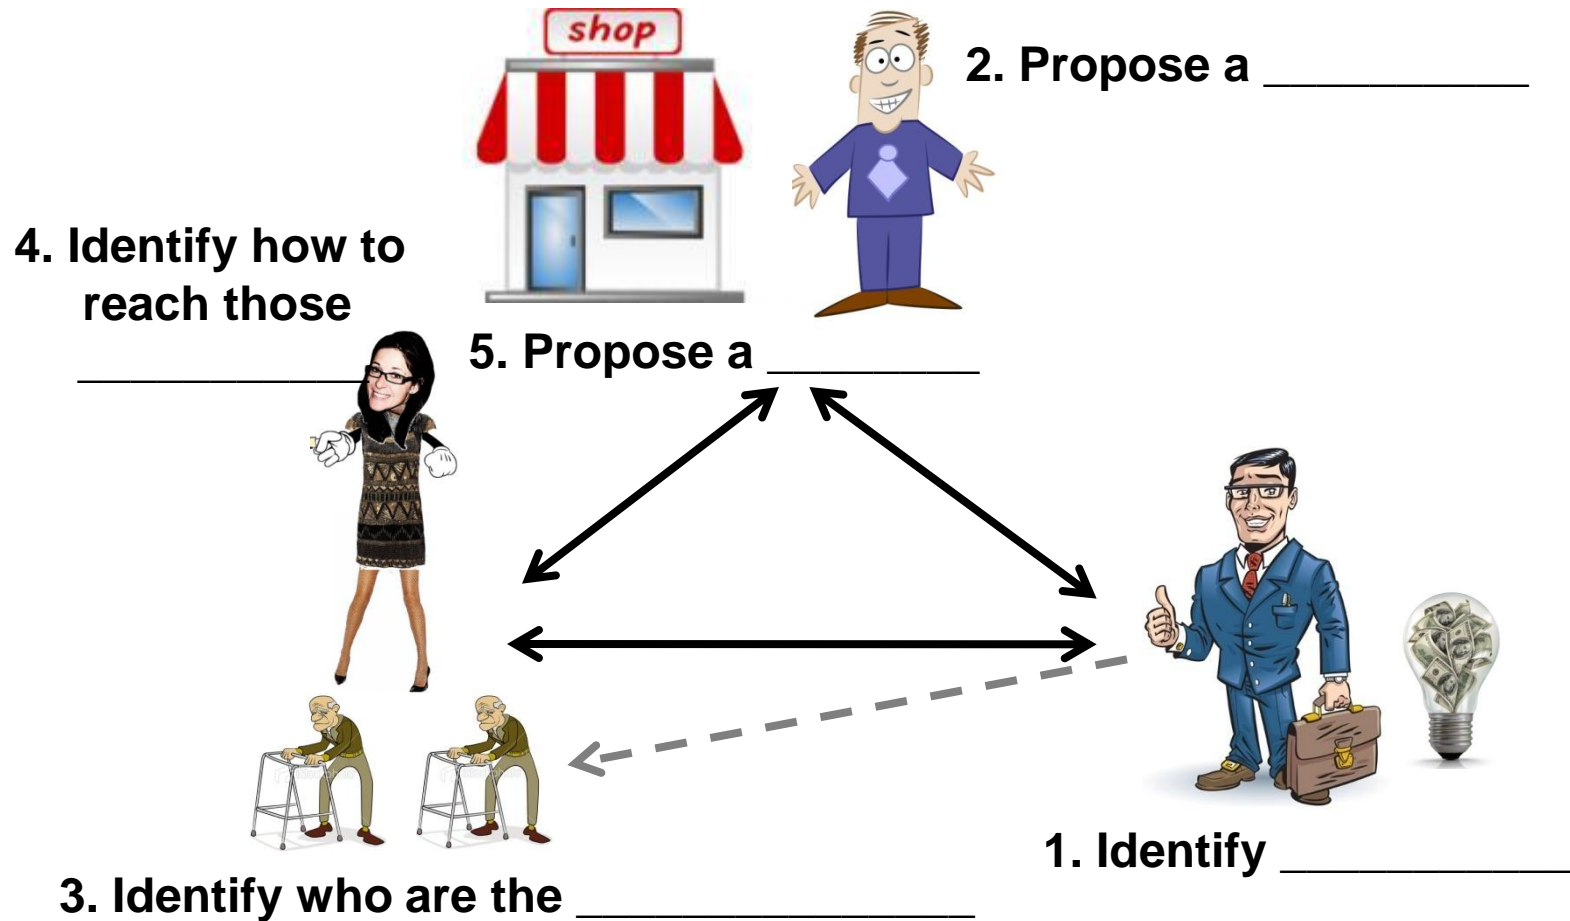 shop
2. Propose a __________
4. Identify how to
reach those
___________
5. Propose a ________
1. Identify ___________
3. Identify who are the _______________